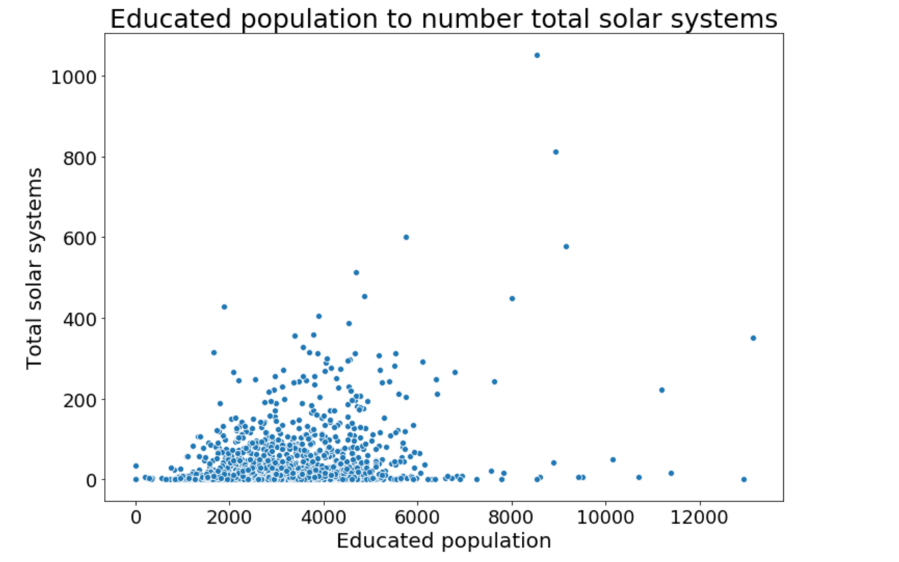 Educated population to number total solar systems
1000
800
600
400
200
0
Total solar systems
0 2000 4000 6000 8000 10000 12000
Educated population